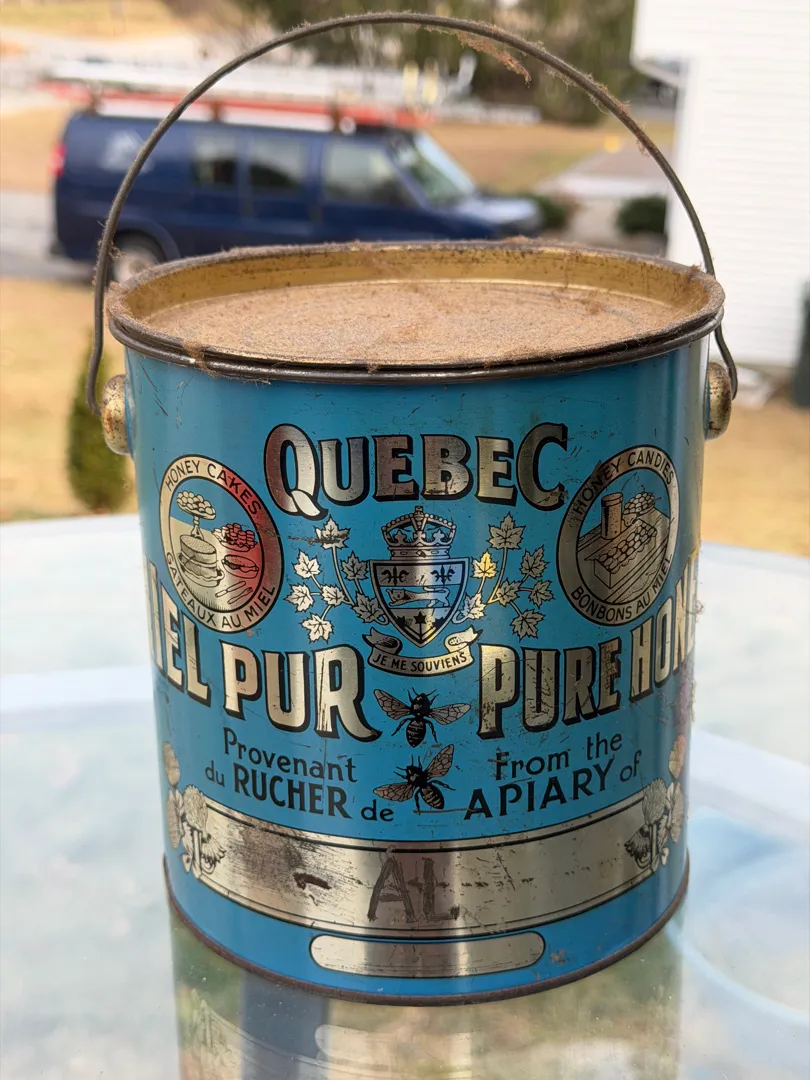 QUEBEC
HONEY CAKES
GATEAUX AU MIEL
HONEY CANDIES
BONBONS AU MIEL
JE ME SOUVIENS
IEL PUR PURE HON
Provenant
du RUCHER de
From the
APIARY of
AL